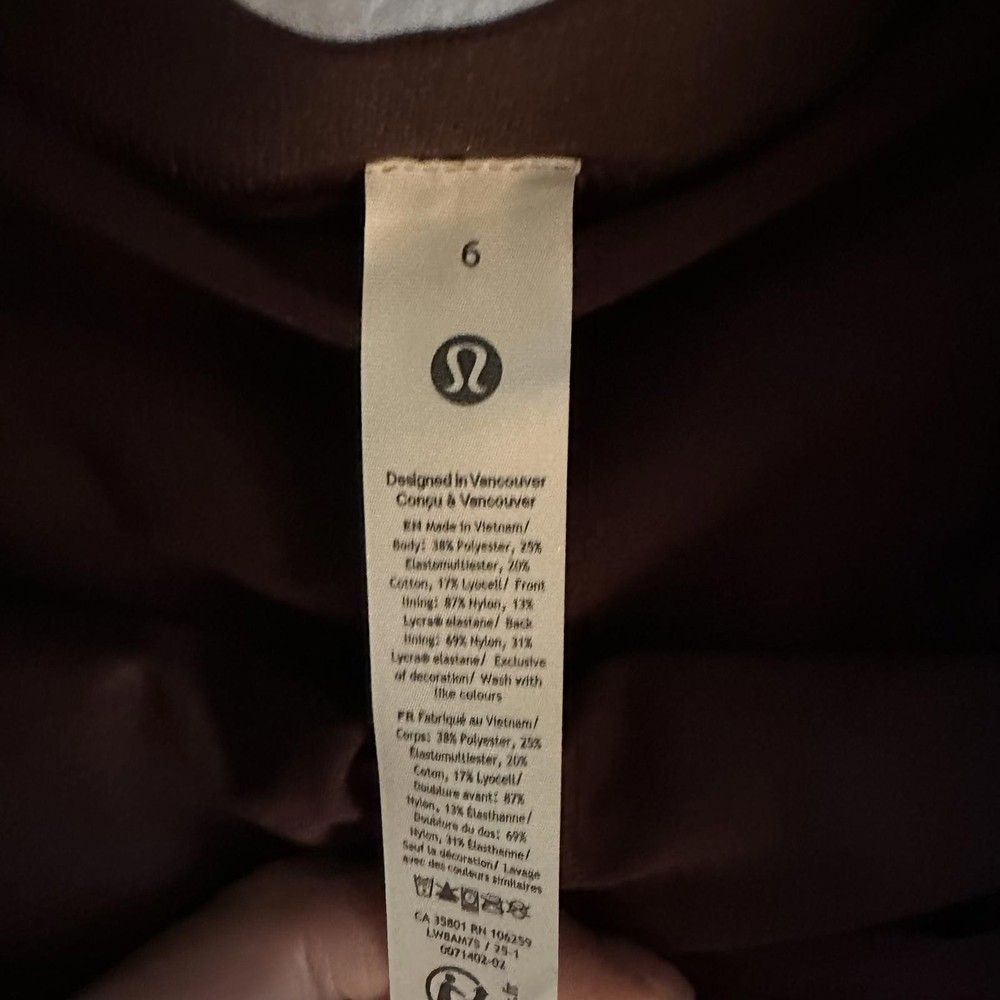 6
Designed in Vancouver
Conçu à Vancouver
EN Made in Vietnam/
Body: 38% Polyester, 25%
Elastomultiester, 20%
Cotton, 17% Lyocell/ Front
lining: 87% Nylon, 13%
Lycra® elastane/ Back
lining: 69% Nylon, 31%
Lycra® elastane/ Exclusive
of decoration/ Wash with
like colours
FR Fabriqué au Vietnam/
Corps: 38% Polyester, 25%
Élastomultiester, 20%
Coton, 17% Lyocell/
Doublure avant: 87%
Nylon, 13% Élasthanne/
Doublure du dos: 69%
Nylon, 31% Élasthanne/
Sauf la décoration/ Lavage
avec des couleurs similaires
CA 35801 RN 106259
LW8AM7S / 25-1
0071402-02